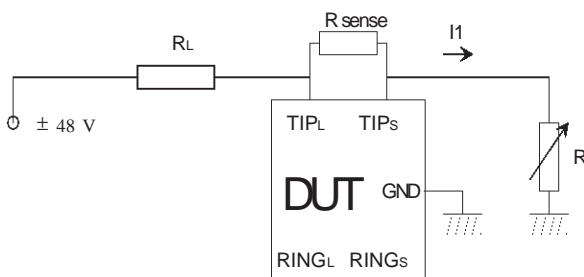 R sense
RL
I1
± 48 V
TIPL TIPS
R
DUT
GND
RINGL RINGS